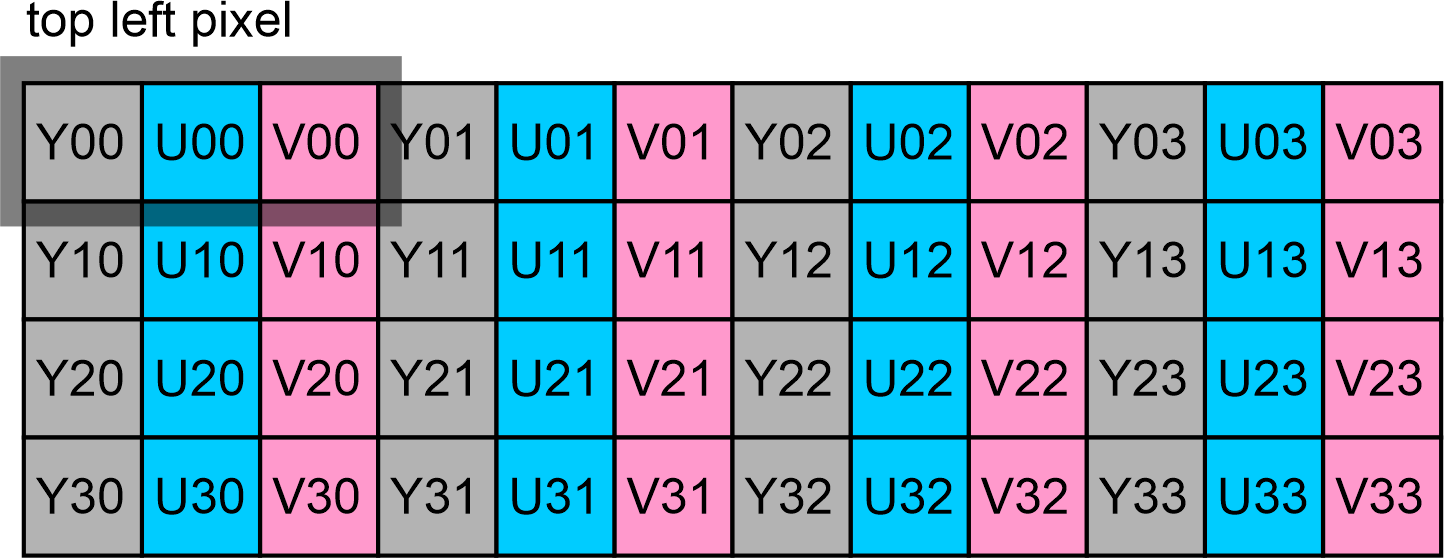 top left pixel
Y00 U00 V00 Y01 U01 V01 Y02 U02 V02 Y03 U03 V03
Y10 U10 V10 Y11 U11 V11 Y12 U12 V12 Y13 U13 V13
Y20 U20 V20 Y21 U21 V21 Y22 U22 V22 Y23 U23 V23
Y30 U30 V30 Y31 U31 V31 Y32 U32 V32 Y33 U33 V33